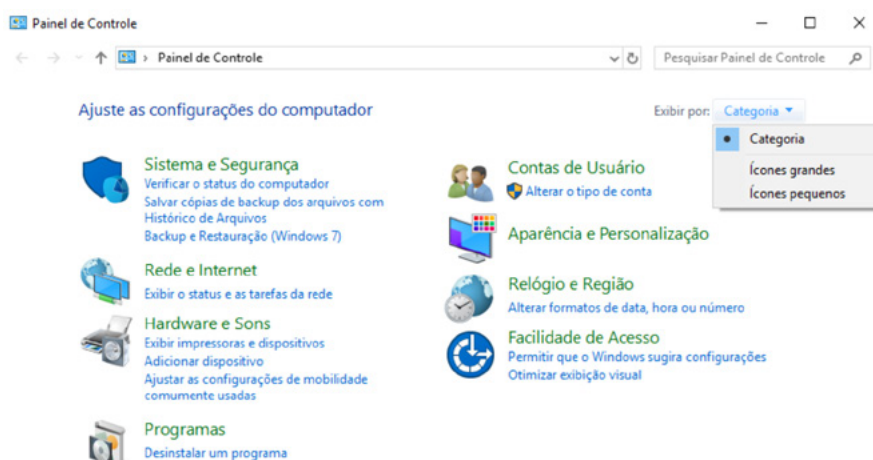 Painel de Controle
Painel de Controle
Pesquisar Painel de Controle
Ajuste as configurações do computador
Exibir por: Categoria
Categoria
Ícones grandes
Ícones pequenos
Sistema e Segurança
Verificar o status do computador
Salvar cópias de backup dos arquivos com
Histórico de Arquivos
Backup e Restauração (Windows 7)
Rede e Internet
Exibir o status e as tarefas da rede
Hardware e Sons
Exibir impressoras e dispositivos
Adicionar dispositivo
Ajustar as configurações de mobilidade
comumente usadas
Programas
Desinstalar um programa
Contas de Usuário
Alterar o tipo de conta
Aparência e Personalização
Relógio e Região
Alterar formatos de data, hora ou número
Facilidade de Acesso
Permitir que o Windows sugira configurações
Otimizar exibição visual